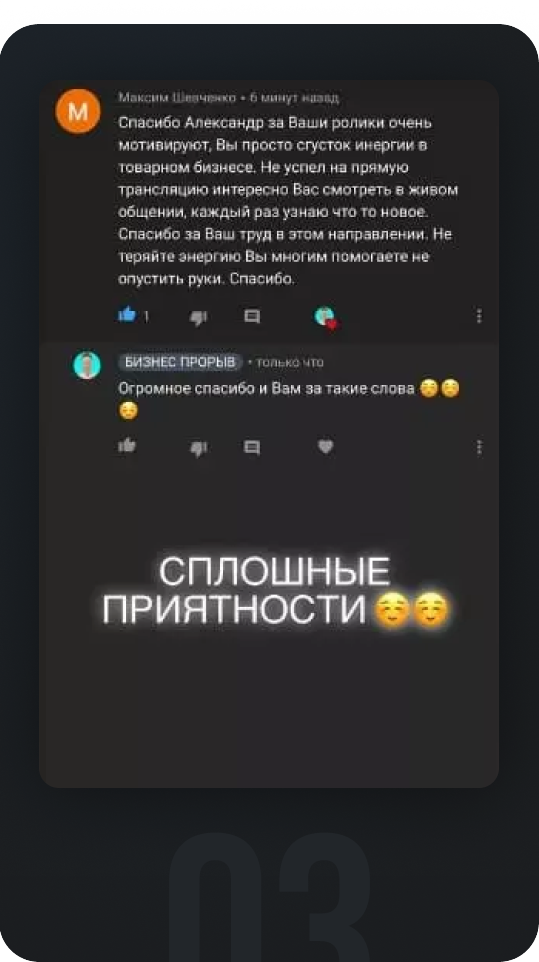 Максим Шевченко • 6 минут назад
Спасибо Александр за Ваши ролики очень
мотивируют, Вы просто сгусток инергии в
товарном бизнесе. Не успел на прямую
трансляцию интересно Вас смотреть в живом
общении, каждый раз узнаю что то новое.
Спасибо за Ваш труд в этом направлении. Не
теряйте энергию Вы многим помогаете не
опустить руки. Спасибо.
1
БИЗНЕС ПРОРЫВ • только что
Огромное спасибо и Вам за такие слова ☺️☺️
☺️
СПЛОШНЫЕ
ПРИЯТНОСТИ☺️☺️
03